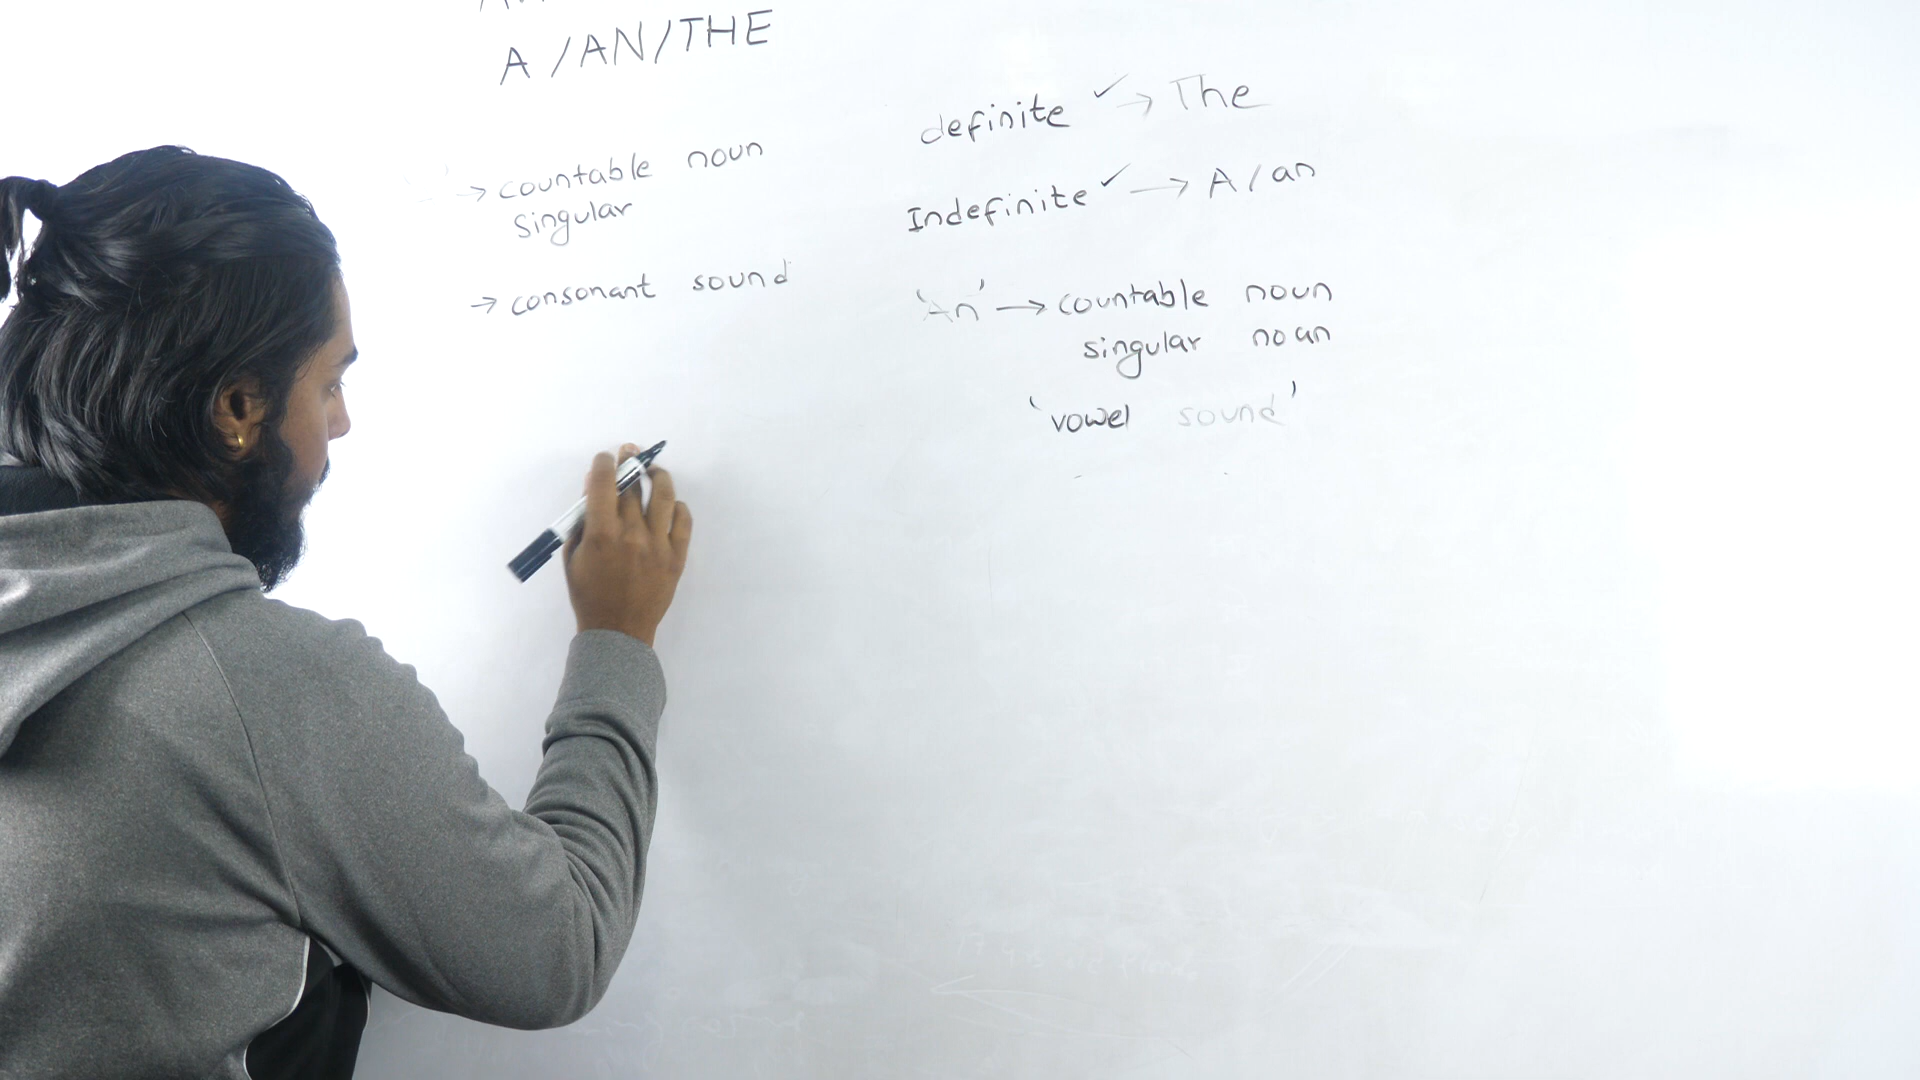 A/AN/THE
→ countable noun
singular
→ consonant sound
definite ✓→ The
Indefinite ✓→ A/an
'An' → countable noun
singular noun
'vowel sound'